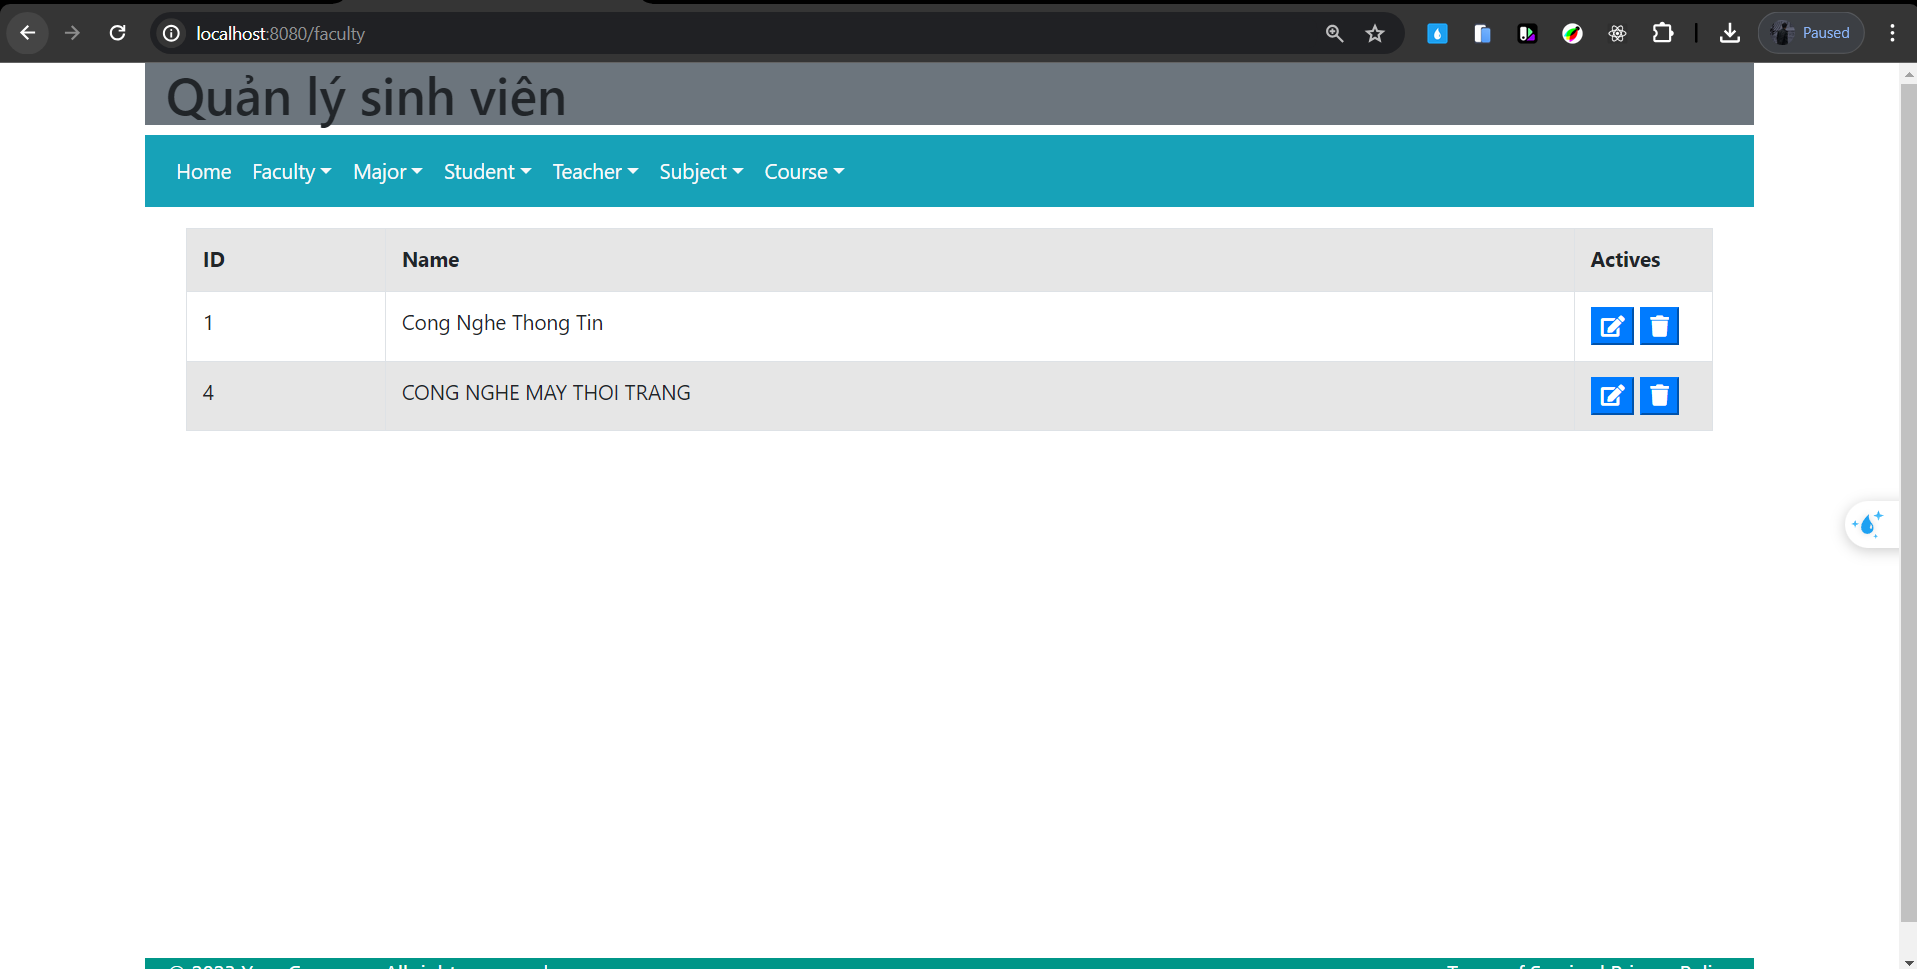 localhost:8080/faculty
Paused
Quản lý sinh viên
Home Faculty Major Student Teacher Subject Course
ID Name Actives
1 Cong Nghe Thong Tin
4 CONG NGHE MAY THOI TRANG